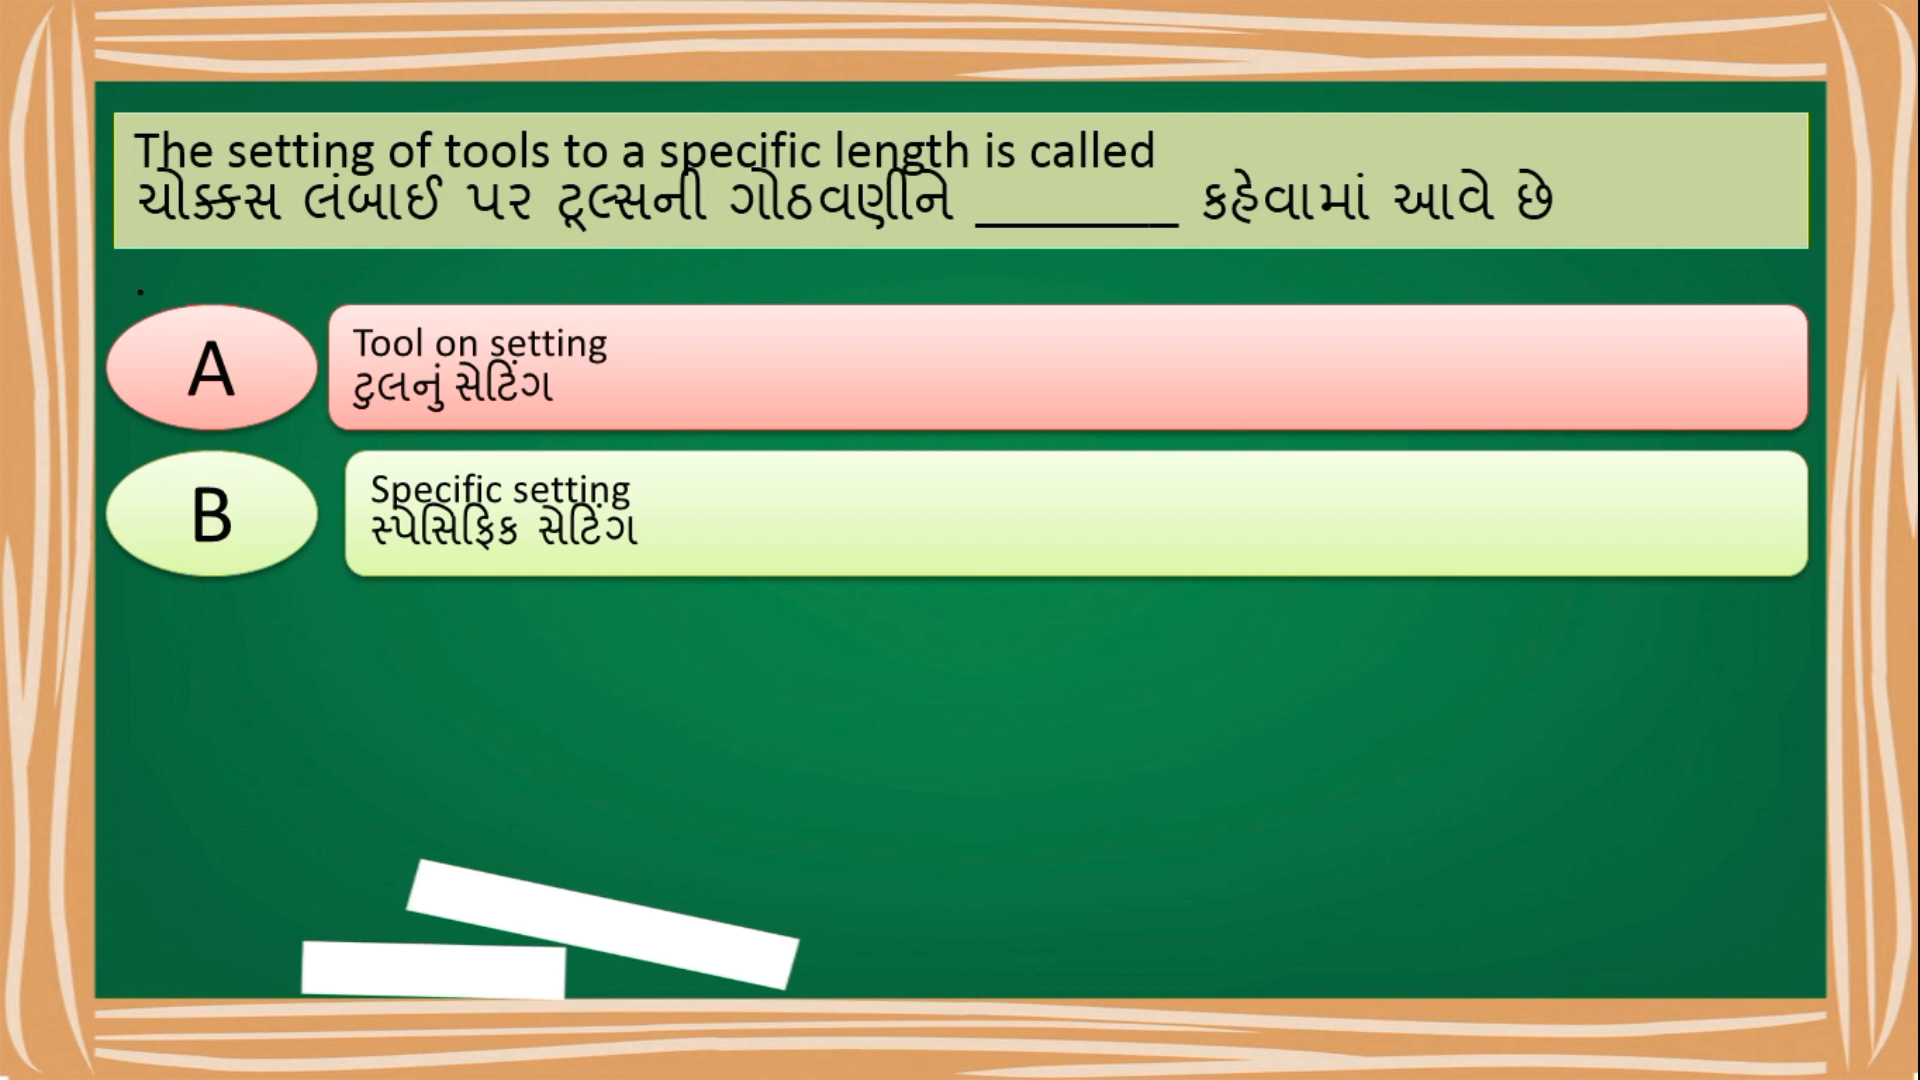 The setting of tools to a specific length is called
ચોક્કસ લંબાઈ પર ટૂલ્સની ગોઠવણીને ________ કહેવામાં આવે છે
.
A
Tool on setting
ટુલનું સેટિંગ
B
Specific setting
સ્પેસિફિક સેટિંગ